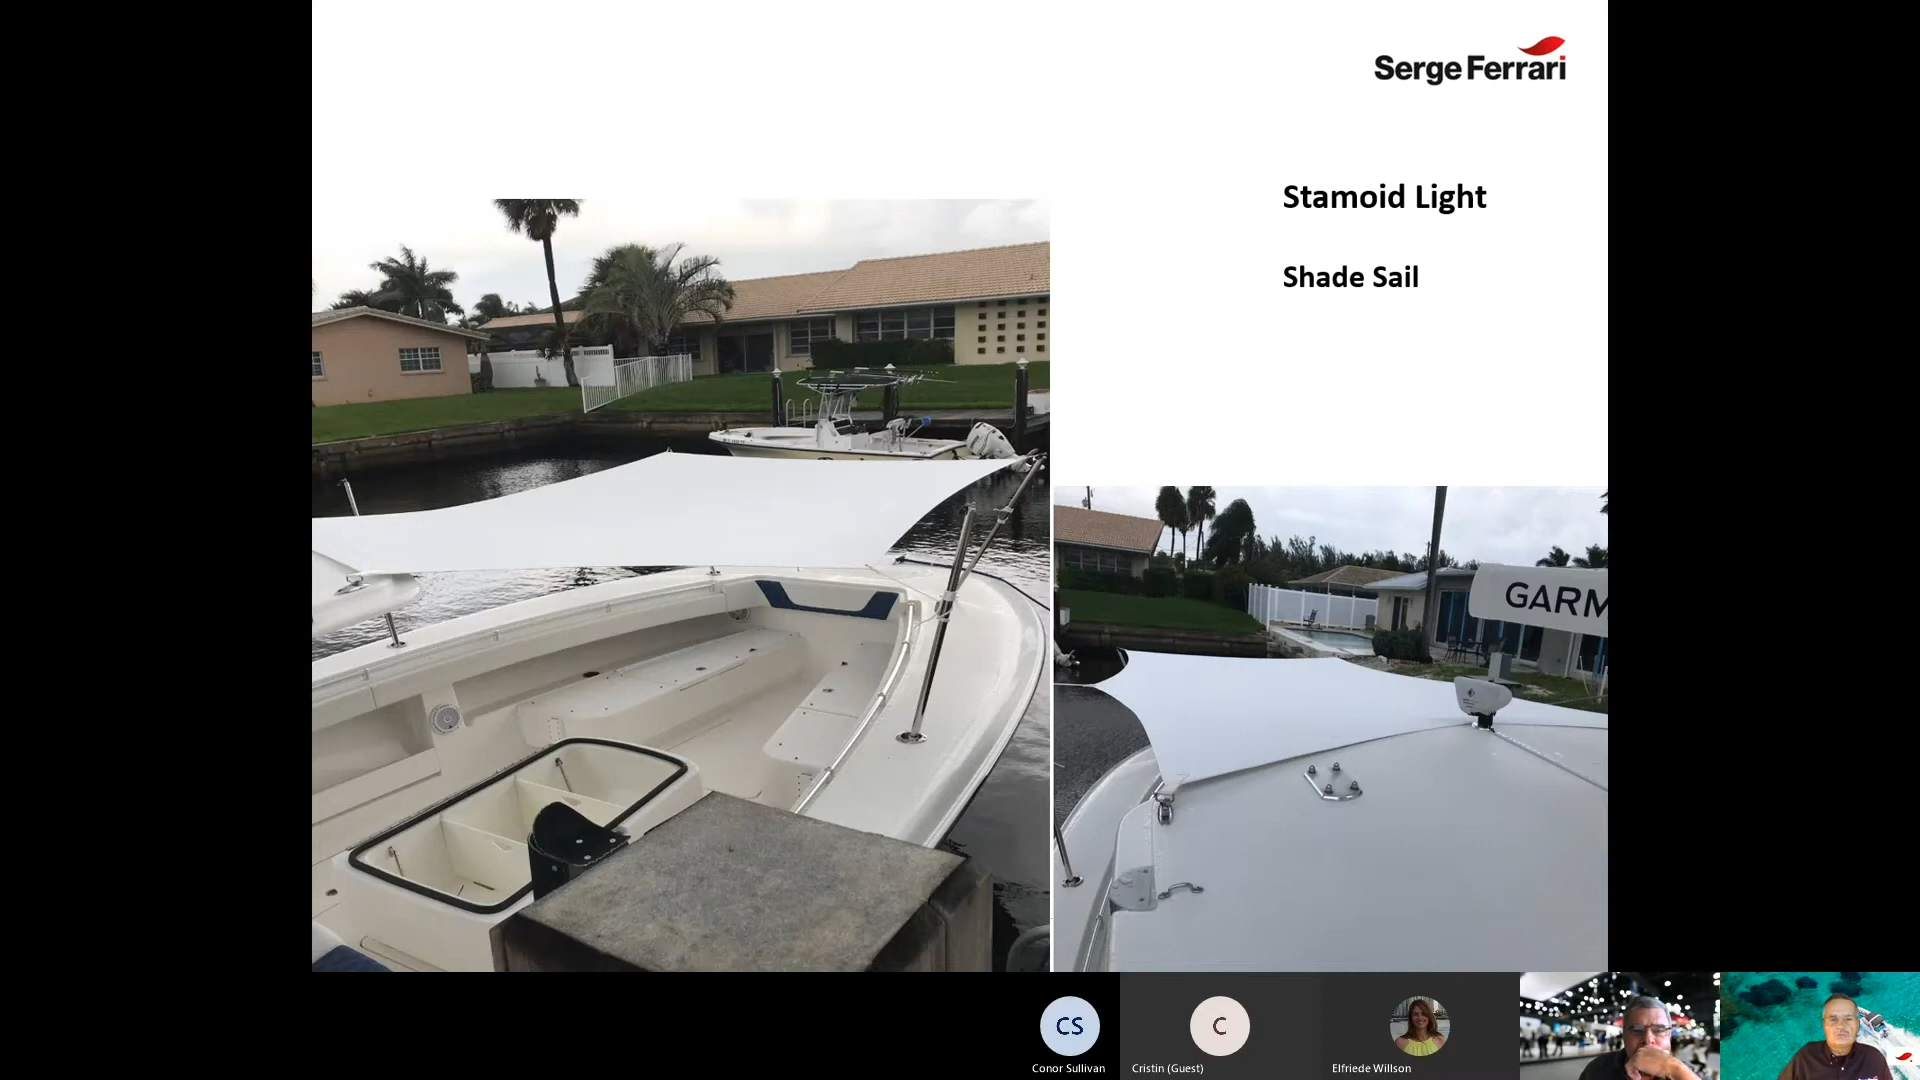 Serge Ferrari
Stamoid Light
Shade Sail
GARM
CS
C
Conor Sullivan
Cristin (Guest)
Elfriede Willson